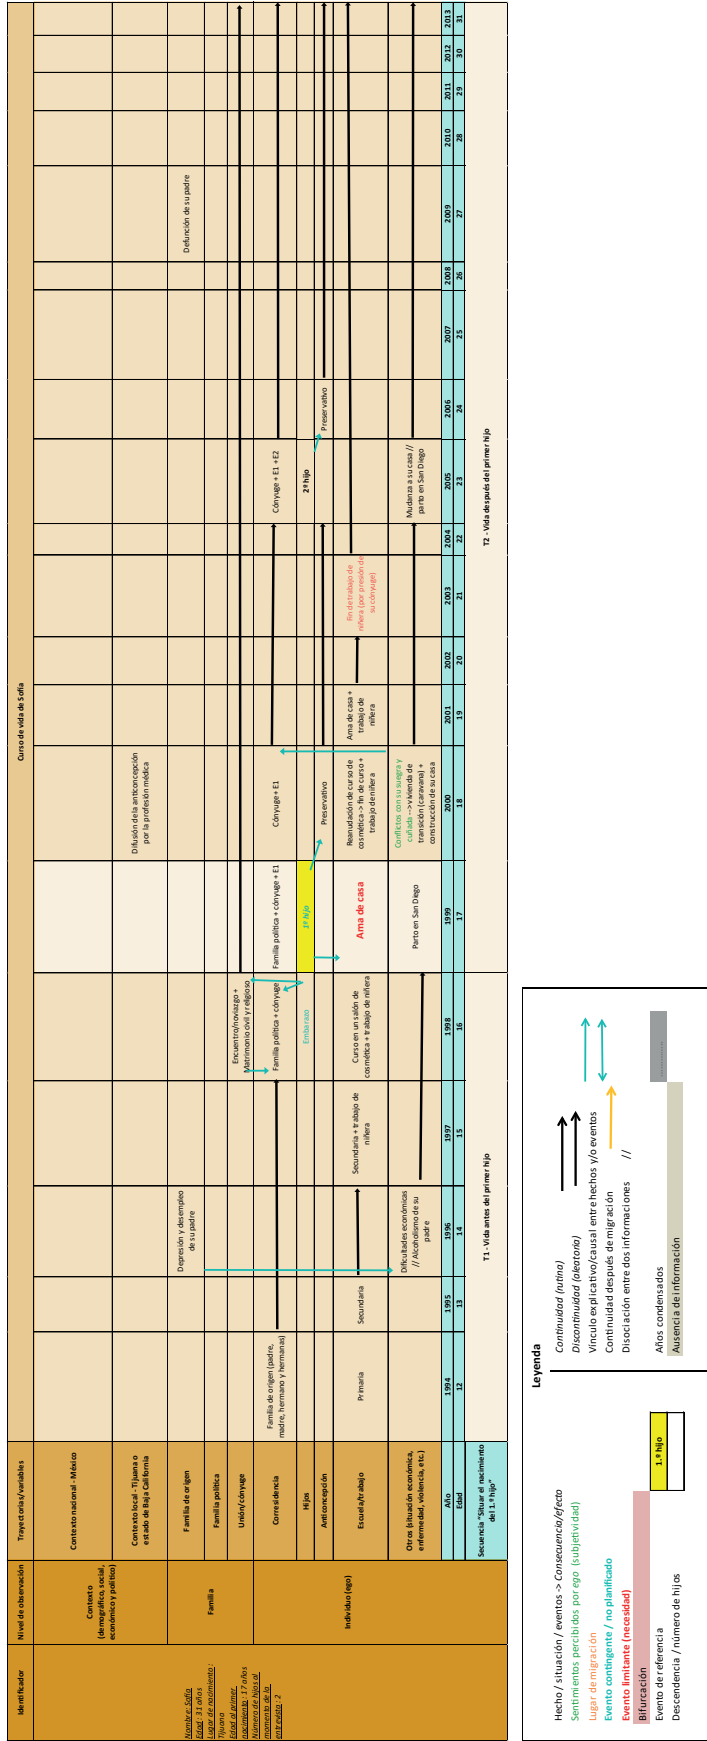 Curso de vida de Sofía
Identificador
Nivel de observación
Trayectorias/variables
Nombre: Sofía
Edad: 31 años
Lugar de nacimiento:
Tijuana
Edad al primer
nacimiento: 17 años
Número de hijos al
momento de la
entrevista: 2
Contexto
(demográfico, social,
económico y político)
Familia
Individuo (ego)
Contexto nacional - México
Contexto local - Tijuana o
estado de Baja California
Difusión de la anticoncepción
por la profesión médica
Familia de origen
Depresión y desempleo
de su padre
Defunción de su padre
Familia política
Unión/cónyuge
Encuentro/noviazgo +
Matrimonio civil y religioso
Corresidencia
Familia de origen (padre,
madre, hermano y hermanas)
Familia política + cónyuge
Familia política + cónyuge + E1
Cónyuge + E1
Cónyuge + E1 + E2
Hijos
Embarazo
1º hijo
2º hijo
Anticoncepción
Preservativo
Preservativo
Escuela/trabajo
Primaria
Secundaria
Secundaria + trabajo de
niñera
Curso en un salón de
cosmética + trabajo de niñera
Ama de casa
Reanudación de curso de
cosmética -> fin de curso +
trabajo de niñera
Ama de casa +
trabajo de
niñera
Fin de trabajo de
niñera (por presión de
su cónyuge)
Otros (situación económica,
enfermedad, violencia, etc.)
Dificultades económicas
// Alcoholismo de su
padre
Parto en San Diego
Conflictos con su suegra y
cuñada --> vivienda de
transición (caravana) +
construcción de su casa
Mudanza a su casa //
parto en San Diego
Año 1994 1995 1996 1997 1998 1999 2000 2001 2002 2003 2004 2005 2006 2007 2008 2009 2010 2011 2012 2013
Edad 12 13 14 15 16 17 18 19 20 21 22 23 24 25 26 27 28 29 30 31
Secuencia "Situar el nacimiento
del 1.º hijo"
T1 - Vida antes del primer hijo
T2 - Vida después del primer hijo
Leyenda
Hecho / situación / eventos -> Consecuencia/efecto
Sentimientos percibidos por ego (subjetividad)
Lugar de migración
Evento contingente / no planificado
Evento limitante (necesidad)
Bifurcación
Evento de referencia
1.º hijo
Descendencia / número de hijos
Continuidad (rutina)
Discontinuidad (aleatoria)
Vínculo explicativo/causal entre hechos y/o eventos
Continuidad después de migración
Disociación entre dos informaciones //
Años condensados
Ausencia de información